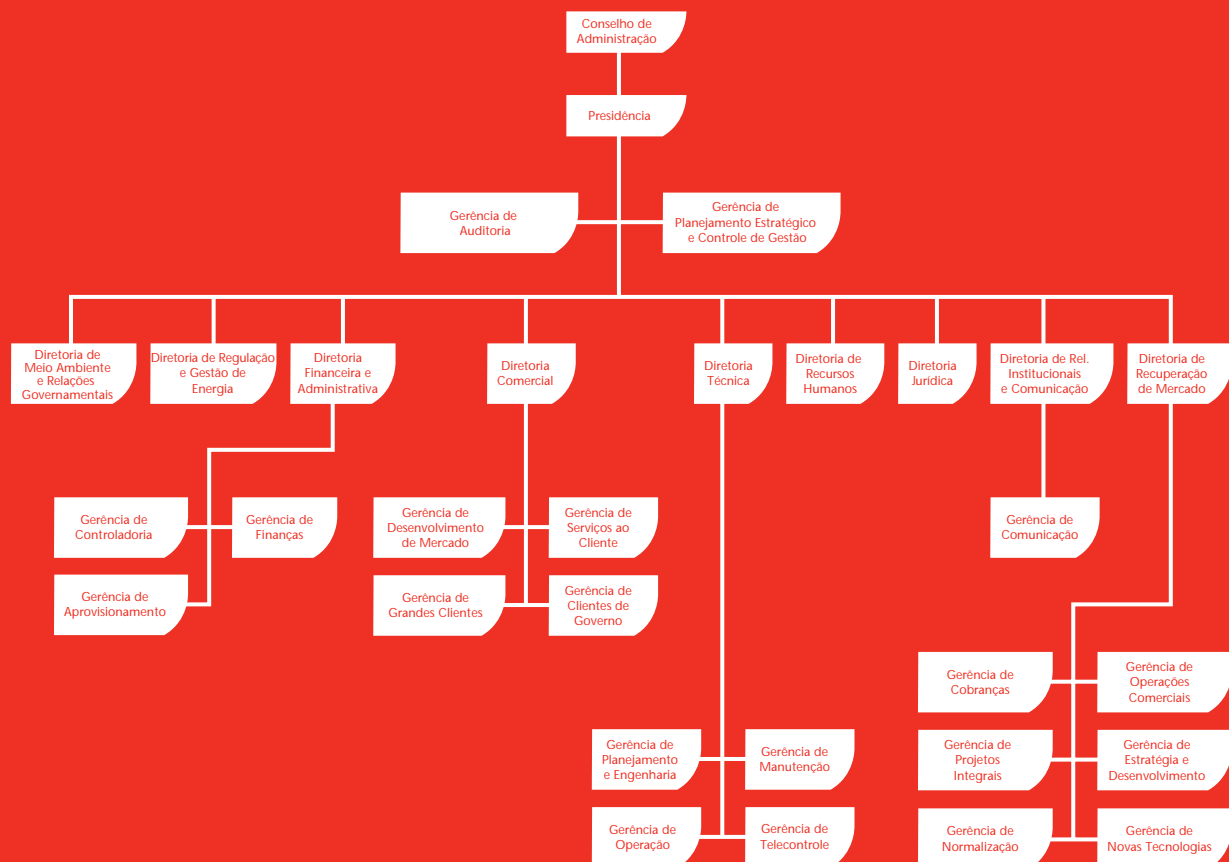 Conselho de
Administração
Presidência
Gerência de
Auditoria
Gerência de
Planejamento Estratégico
e Controle de Gestão
Diretoria de
Meio Ambiente
e Relações
Governamentais
Diretoria de Regulação
e Gestão de
Energia
Diretoria
Financeira e
Administrativa
Diretoria
Comercial
Diretoria
Técnica
Diretoria de
Recursos
Humanos
Diretoria
Jurídica
Diretoria de Rel.
Institucionais
e Comunicação
Diretoria de
Recuperação
de Mercado
Gerência de
Controladoria
Gerência de
Finanças
Gerência de
Desenvolvimento
de Mercado
Gerência de
Serviços ao
Cliente
Gerência de
Comunicação
Gerência de
Aprovisionamento
Gerência de
Grandes Clientes
Gerência de
Clientes de
Governo
Gerência de
Cobranças
Gerência de
Operações
Comerciais
Gerência de
Planejamento
e Engenharia
Gerência de
Manutenção
Gerência de
Projetos
Integrais
Gerência de
Estratégia e
Desenvolvimento
Gerência de
Operação
Gerência de
Telecontrole
Gerência de
Normalização
Gerência de
Novas Tecnologias